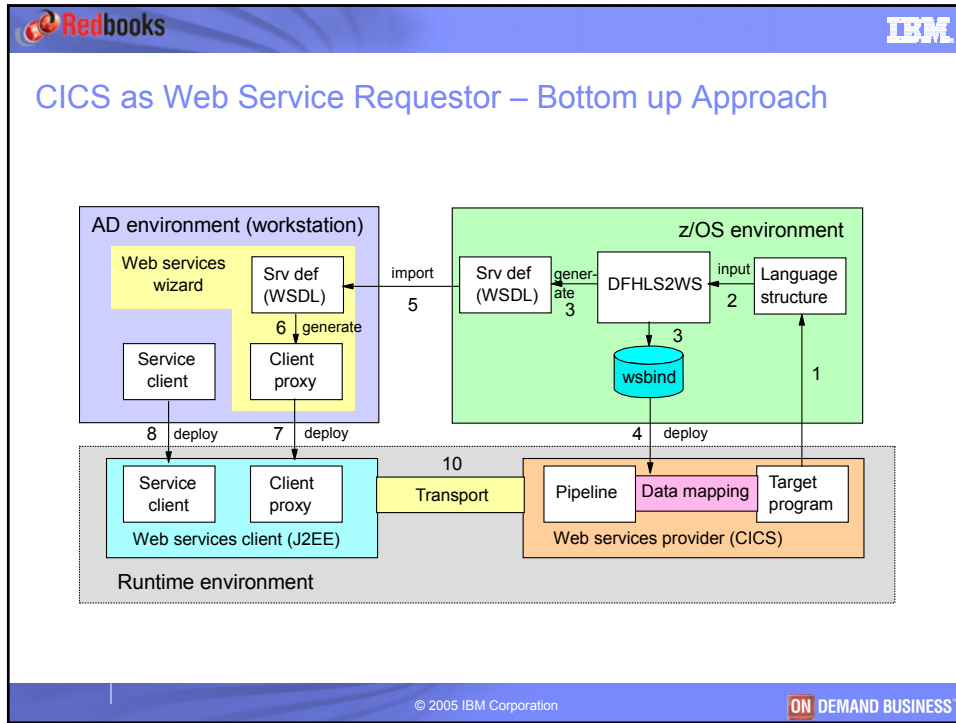 Redbooks
IBM
CICS as Web Service Requestor – Bottom up Approach
AD environment (workstation)
Web services
wizard
Srv def
(WSDL)
6 generate
Service
client
Client
proxy
import
5
z/OS environment
Srv def
(WSDL)
gener-
ate
3
DFHLS2WS
input
2
Language
structure
3
wsbind
1
8 deploy
7 deploy
4 deploy
Service
client
Client
proxy
Web services client (J2EE)
10
Transport
Pipeline
Data mapping
Target
program
Web services provider (CICS)
Runtime environment
© 2005 IBM Corporation
ON DEMAND BUSINESS™